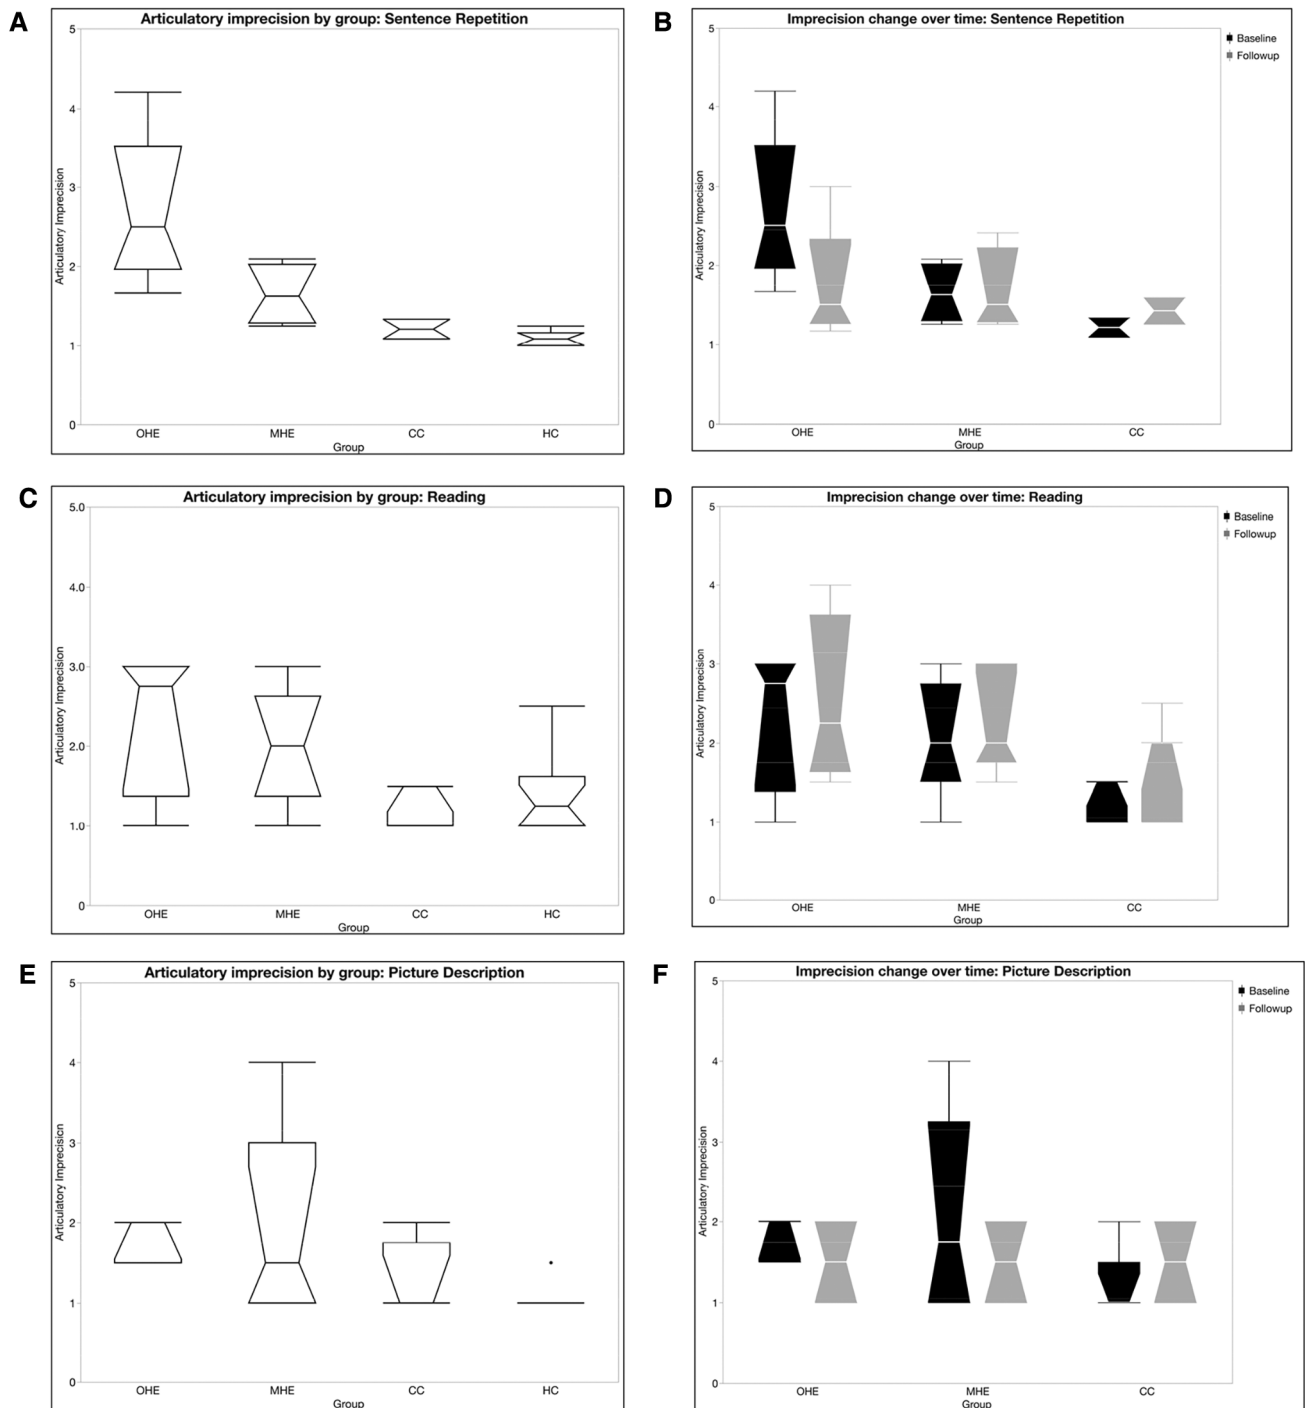 A
Articulatory imprecision by group: Sentence Repetition
5
4
3
2
1
0
Articulatory Imprecision
OHE MHE CC HC
Group
B
Imprecision change over time: Sentence Repetition
Baseline
Followup
5
4
3
2
1
0
Articulatory Imprecision
OHE MHE CC
Group
C
Articulatory imprecision by group: Reading
5.0
4.0
3.0
2.0
1.0
0
Articulatory Imprecision
OHE MHE CC HC
Group
D
Imprecision change over time: Reading
Baseline
Followup
5
4
3
2
1
0
Articulatory Imprecision
OHE MHE CC
Group
E
Articulatory imprecision by group: Picture Description
5
4
3
2
1
0
Articulatory Imprecision
OHE MHE CC HC
Group
F
Imprecision change over time: Picture Description
Baseline
Followup
5
4
3
2
1
0
Articulatory Imprecision
OHE MHE CC
Group